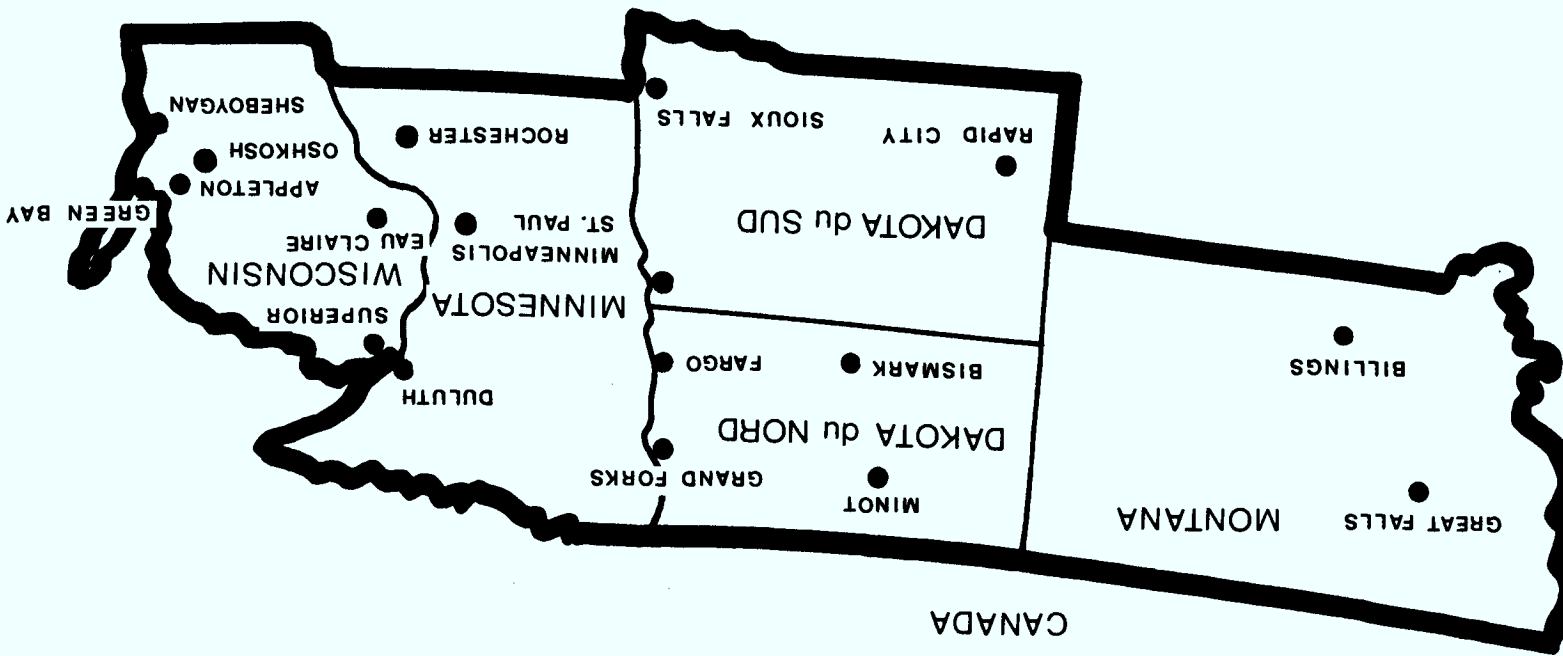 CANADA
GREAT FALLS
MONTANA
MINOT
GRAND FORKS
DAKOTA du NORD
DULUTH
BILLINGS
BISMARK
FARGO
SUPERIOR
MINNESOTA
WISCONSIN
MINNEAPOLIS
ST. PAUL
EAU CLAIRE
DAKOTA du SUD
GREEN BAY
APPLETON
OSHKOSH
RAPID CITY
ROCHESTER
SIOUX FALLS
SHEBOYGAN